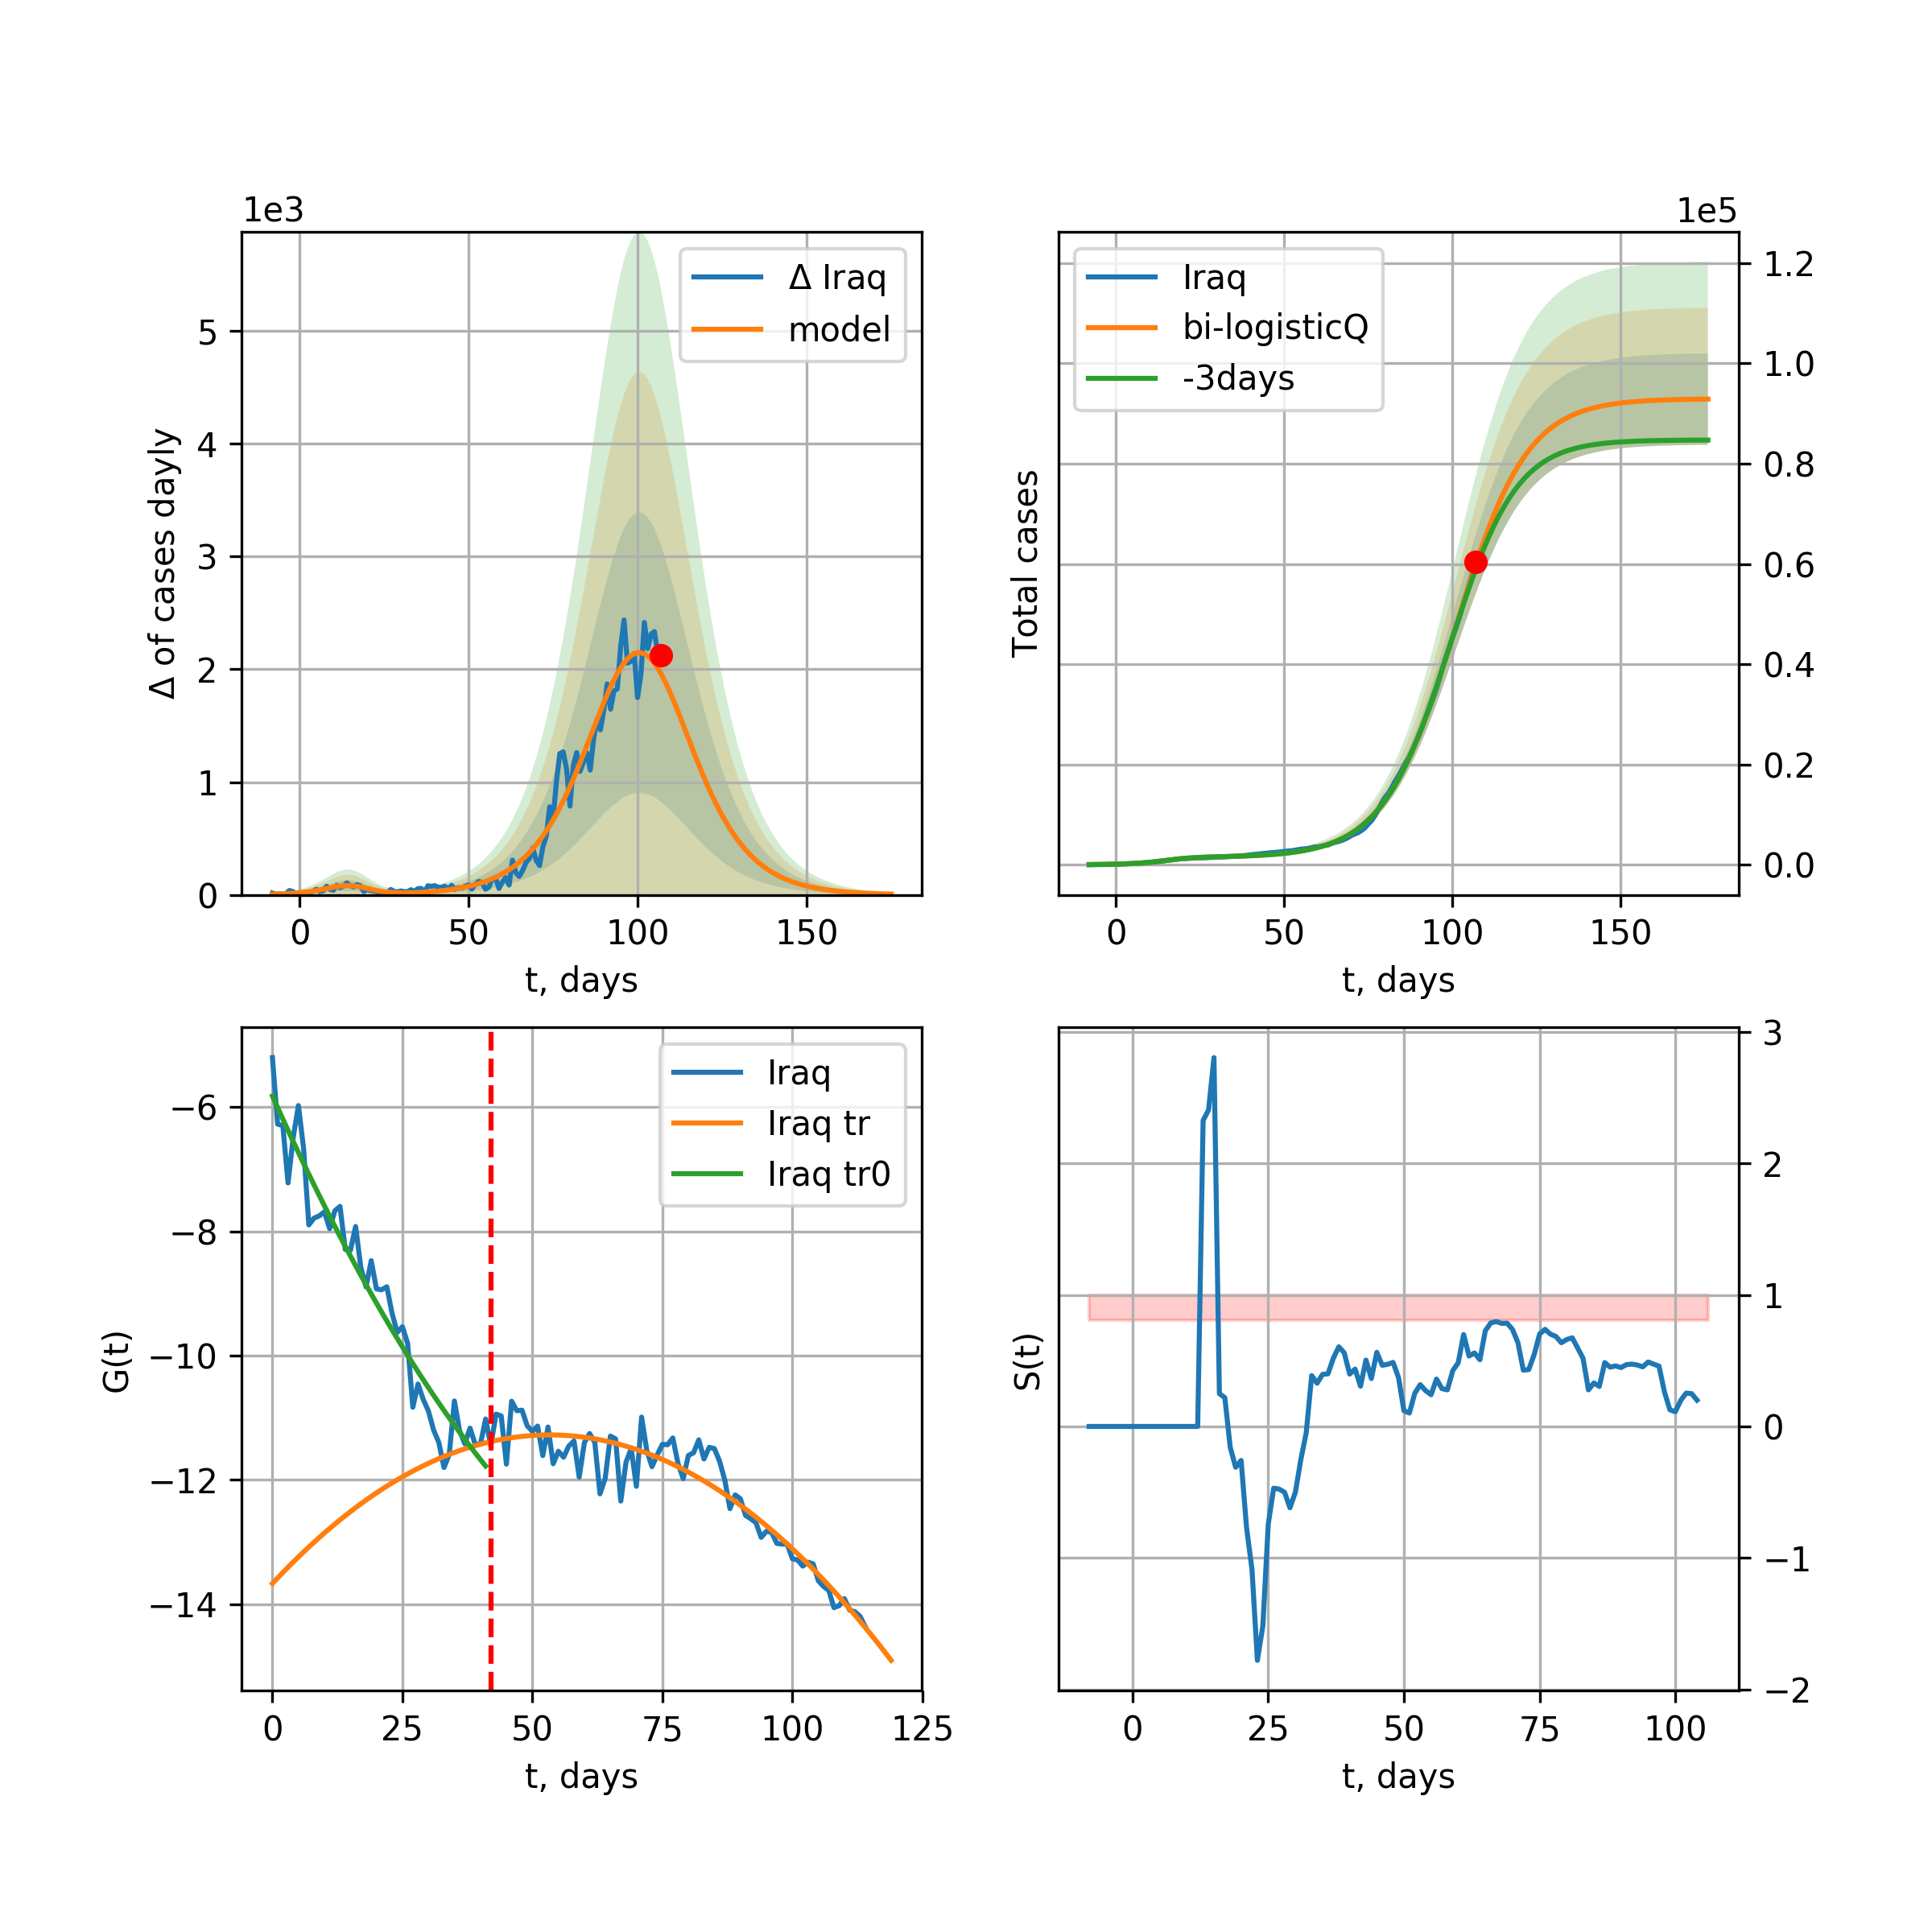 1e3
Δ Iraq
model
5
4
3
2
1
0
Δ of cases dayly
0 50 100 150
t, days
1e5
Iraq
bi-logisticQ
-3days
1.2
1.0
0.8
0.6
0.4
0.2
0.0
Total cases
0 50 100 150
t, days
Iraq
Iraq tr
Iraq tr0
−6
−8
−10
−12
−14
G(t)
0 25 50 75 100 125
t, days
3
2
1
0
−1
−2
S(t)
0 25 50 75 100
t, days